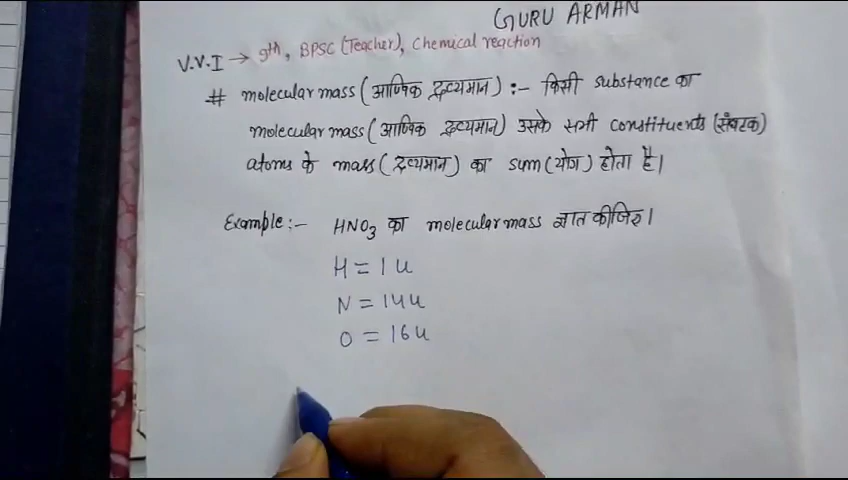 GURU ARMAN
V.V.I → 9th, BPSC (Teacher), Chemical reaction
# molecular mass (आण्विक द्रव्यमान) :- किसी substance का
molecular mass (आण्विक द्रव्यमान) उसके सभी constituents (संघटक)
atoms के mass (द्रव्यमान) का sum (योग) होता है।
Example:- HNO₃ का molecular mass ज्ञात कीजिए।
H = 1 u
N = 14u
O = 16u